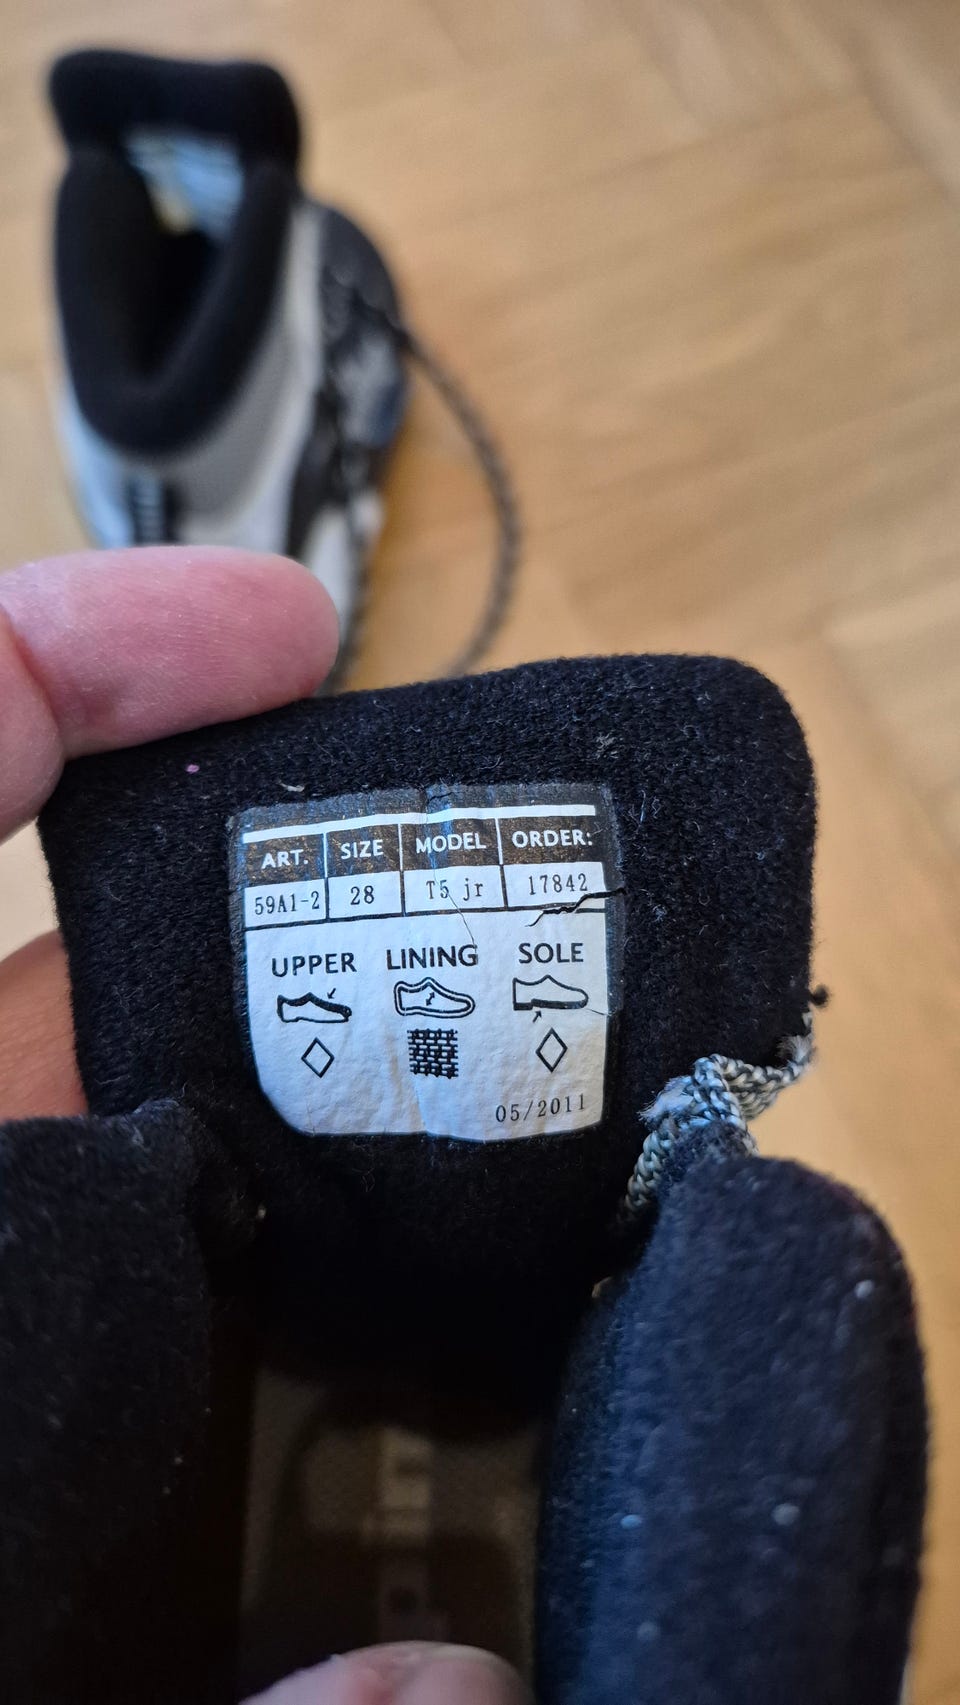 ART. SIZE MODEL ORDER:
59A1-2 28 T5 jr 17842
UPPER LINING SOLE
05/2011